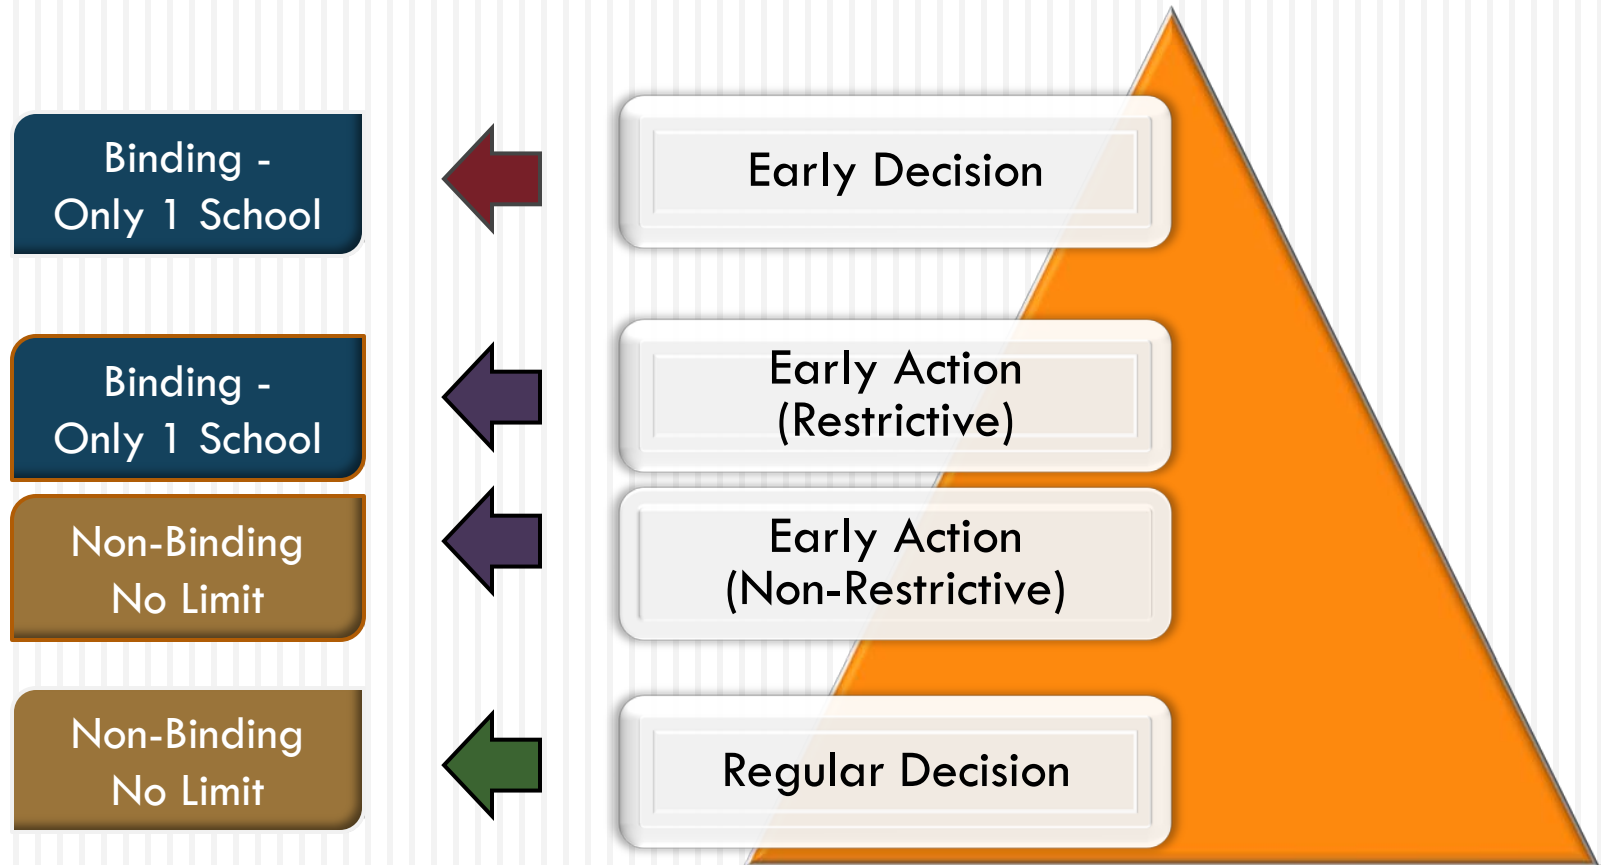 Binding -
Only 1 School
Early Decision
Binding -
Only 1 School
Early Action
(Restrictive)
Non-Binding
No Limit
Early Action
(Non-Restrictive)
Non-Binding
No Limit
Regular Decision